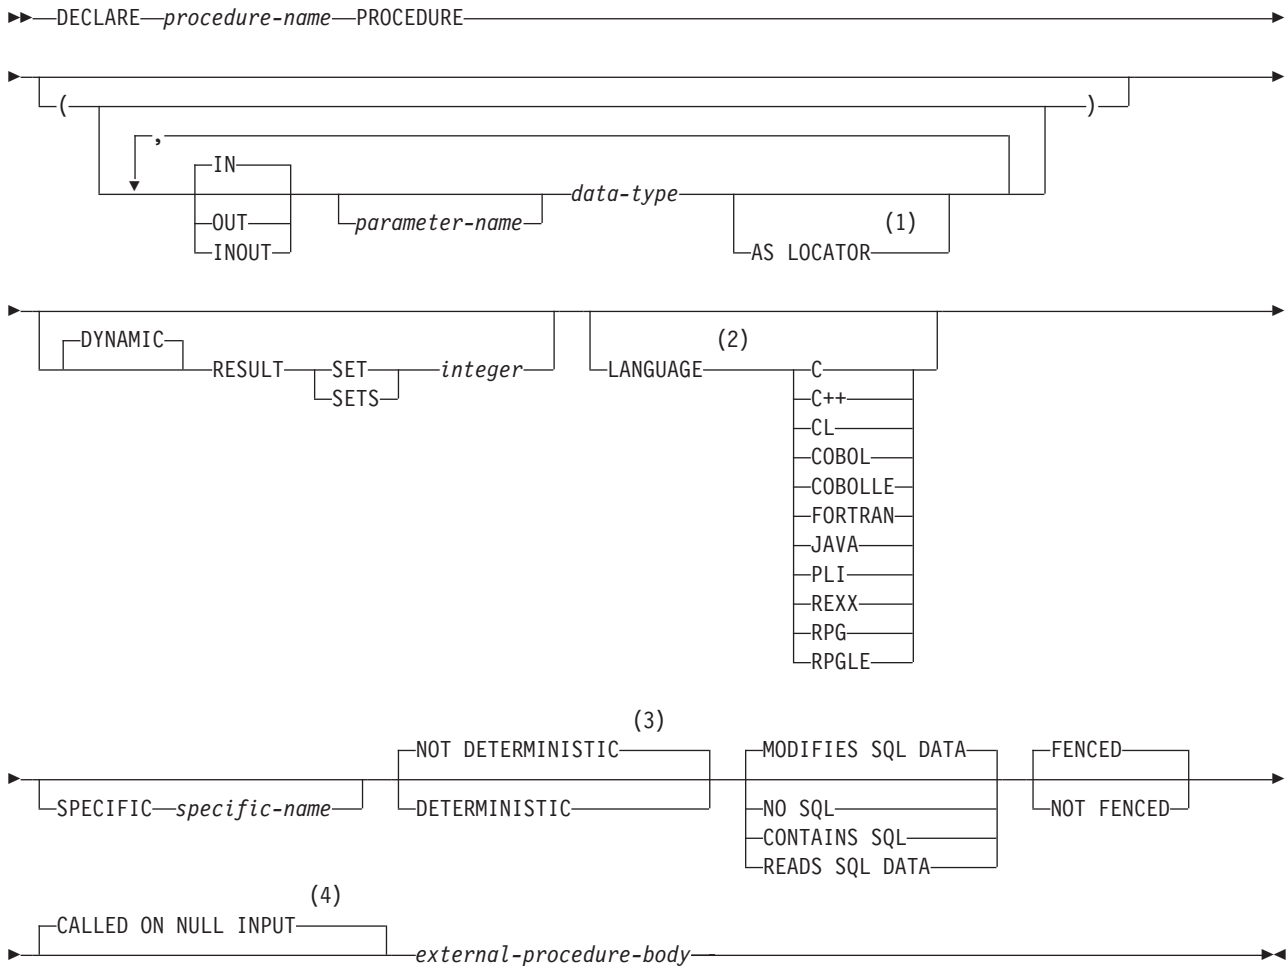 DECLARE procedure-name PROCEDURE
( )
,
IN
data-type
OUT parameter-name (1)
INOUT AS LOCATOR
DYNAMIC (2)
RESULT SET integer LANGUAGE C
SETS C++
CL
COBOL
COBOLLE
FORTRAN
JAVA
PLI
REXX
RPG
RPGLE
(3)
NOT DETERMINISTIC MODIFIES SQL DATA FENCED
SPECIFIC specific-name DETERMINISTIC NO SQL NOT FENCED
CONTAINS SQL
READS SQL DATA
(4)
CALLED ON NULL INPUT
external-procedure-body